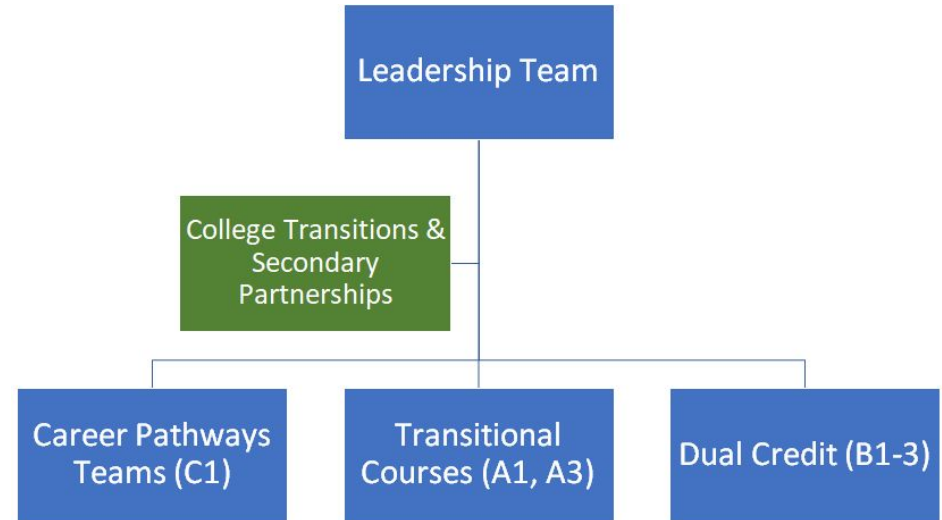 Leadership Team
College Transitions &
Secondary
Partnerships
Career Pathways
Teams (C1)
Transitional
Courses (A1, A3)
Dual Credit (B1-3)